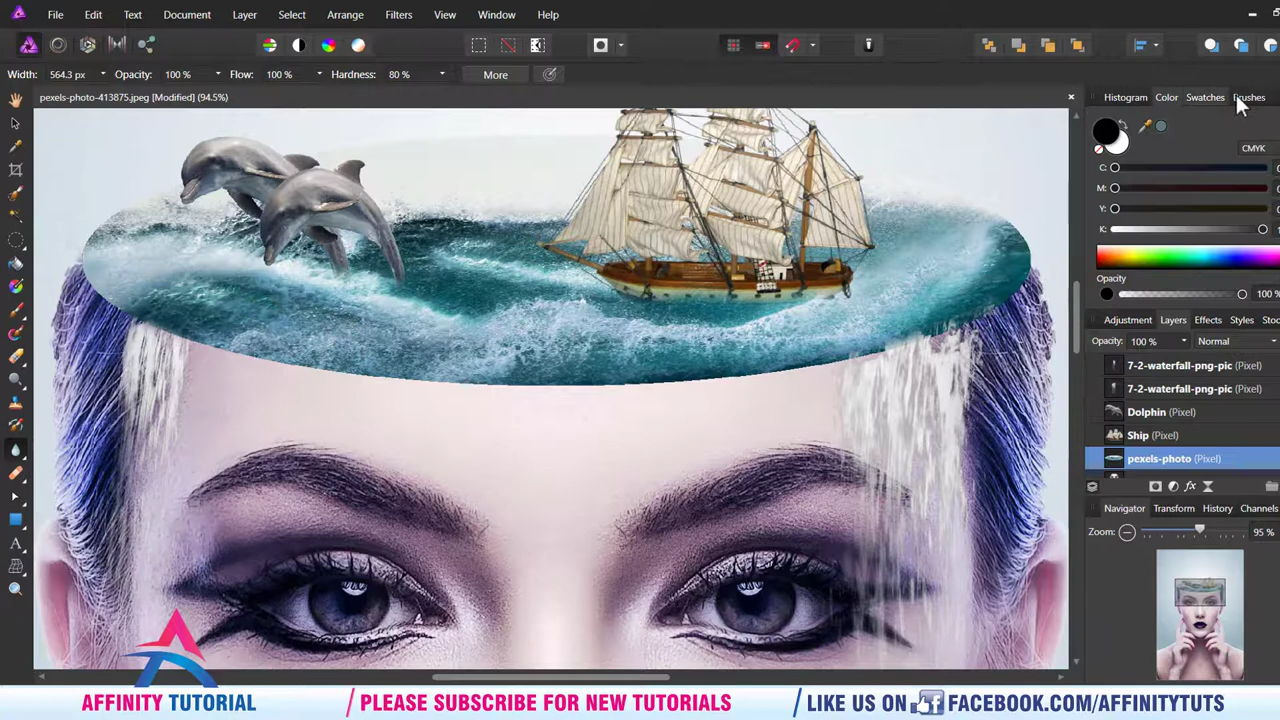 File Edit Text Document Layer Select Arrange Filters View Window Help
Width: 564.3 px Opacity: 100 % Flow: 100 % Hardness: 80 % More
pexels-photo-413875.jpeg [Modified] (94.5%)
Histogram Color Swatches Brushes
CMYK
C:
M:
Y:
K:
Opacity
100 %
Adjustment Layers Effects Styles Stoc
Opacity: 100 % Normal
7-2-waterfall-png-pic (Pixel)
7-2-waterfall-png-pic (Pixel)
Dolphin (Pixel)
Ship (Pixel)
pexels-photo (Pixel)
Navigator Transform History Channels
Zoom: 95 %
AFFINITY TUTORIAL
PLEASE SUBSCRIBE FOR NEW TUTORIALS
LIKE US ON FACEBOOK.COM/AFFINITYTUTS